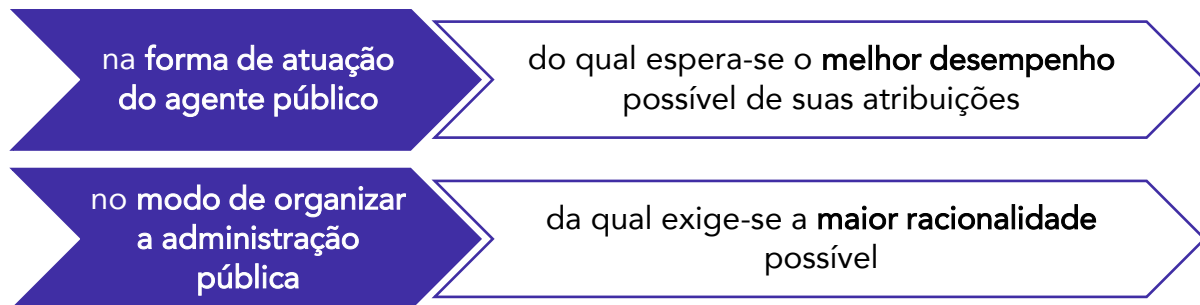 na forma de atuação
do agente público
do qual espera-se o melhor desempenho
possível de suas atribuições
no modo de organizar
a administração
pública
da qual exige-se a maior racionalidade
possível